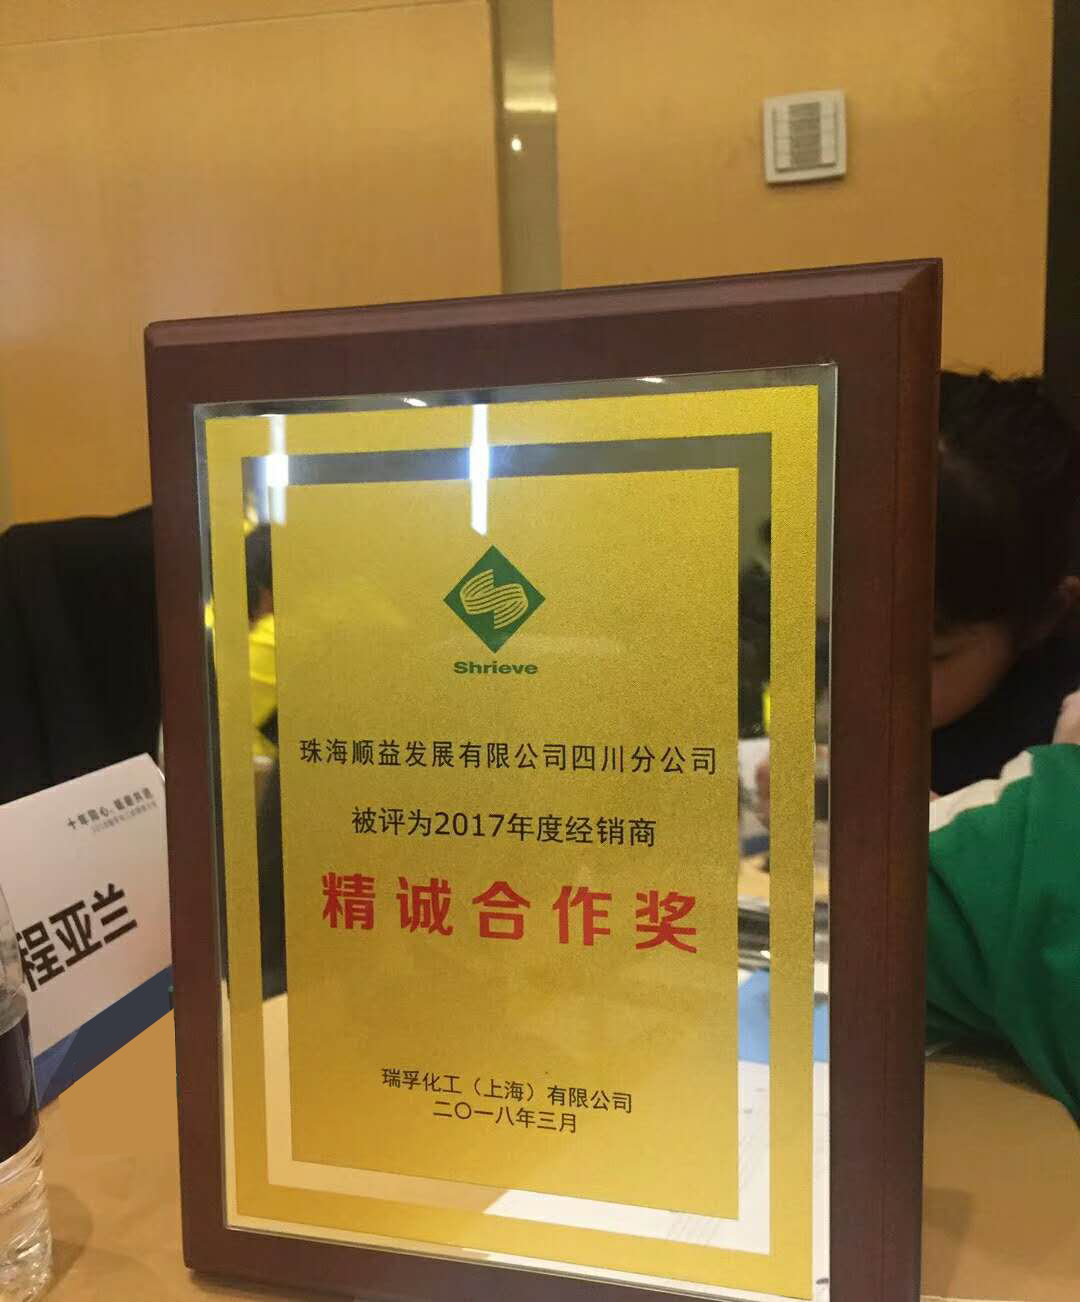 Shrieve
珠海顺益发展有限公司四川分公司
被评为2017年度经销商
精诚合作奖
瑞孚化工（上海）有限公司
二〇一八年三月
程亚兰